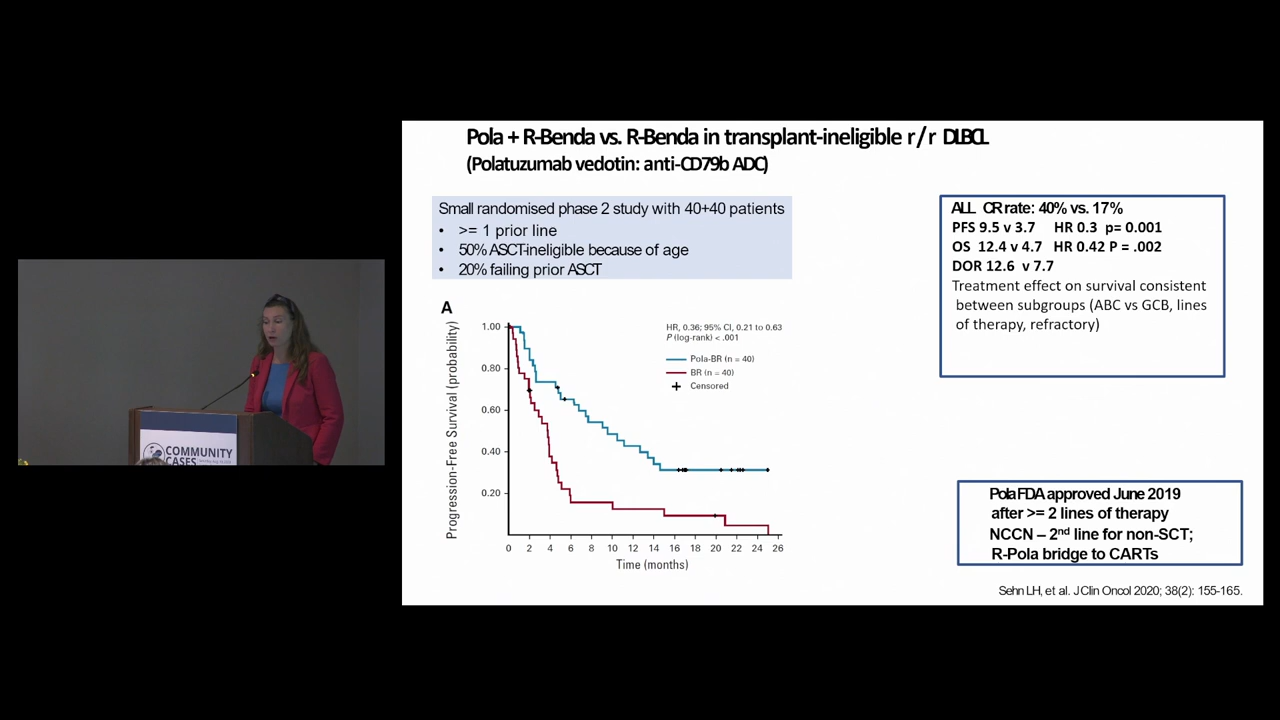 Pola + R-Benda vs. R-Benda in transplant-ineligible r/r DLBCL
(Polatuzumab vedotin: anti-CD79b ADC)
Small randomised phase 2 study with 40+40 patients
• >= 1 prior line
• 50% ASCT-ineligible because of age
• 20% failing prior ASCT
ALL CR rate: 40% vs. 17%
PFS 9.5 v 3.7 HR 0.3 p= 0.001
OS 12.4 v 4.7 HR 0.42 P = .002
DOR 12.6 v 7.7
Treatment effect on survival consistent
between subgroups (ABC vs GCB, lines
of therapy, refractory)
A
HR, 0.36; 95% CI, 0.21 to 0.63
P (log-rank) < .001
Pola-BR (n = 40)
BR (n = 40)
Censored
Progression-Free Survival (probability)
1.00
0.80
0.60
0.40
0.20
0 2 4 6 8 10 12 14 16 18 20 22 24 26
Time (months)
Pola FDA approved June 2019
after >= 2 lines of therapy
NCCN – 2nd line for non-SCT;
R-Pola bridge to CARTs
Sehn LH, et al. J Clin Oncol 2020; 38(2): 155-165.
COMMUNITY
CASES